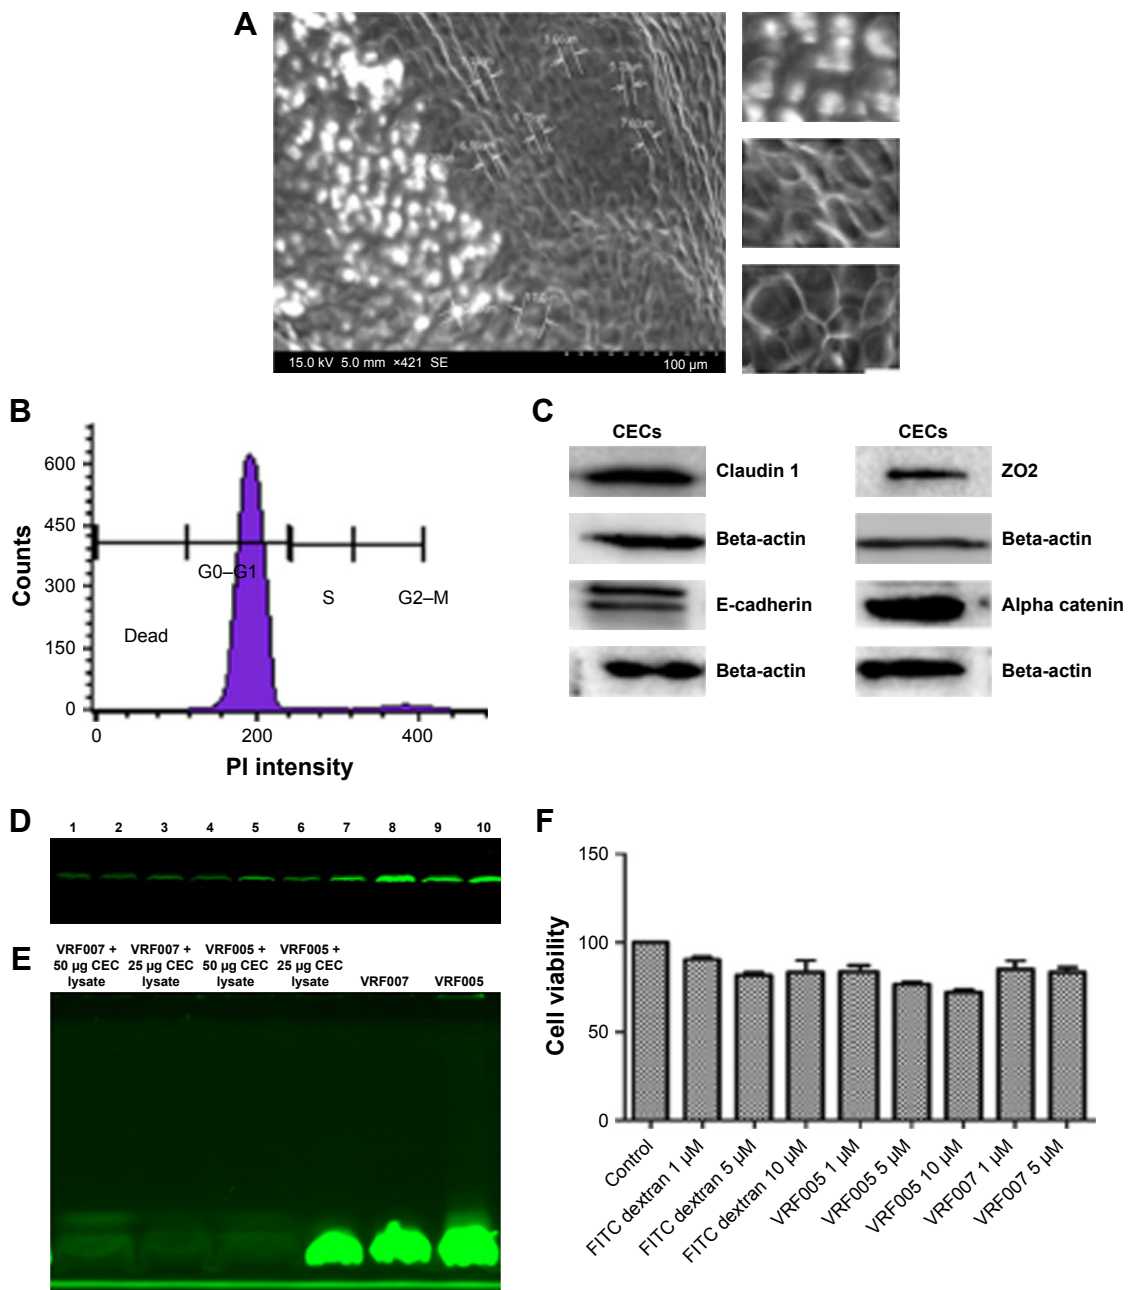 A
15.0 kV 5.0 mm ×421 SE
100 µm
B
Counts
600
450
300
150
0
G0–G1
S
G2–M
Dead
0 200 400
PI intensity
C
CECs
Claudin 1
Beta-actin
E-cadherin
Beta-actin
CECs
ZO2
Beta-actin
Alpha catenin
Beta-actin
D
1 2 3 4 5 6 7 8 9 10
E
VRF007 +
50 µg CEC
lysate
VRF007 +
25 µg CEC
lysate
VRF005 +
50 µg CEC
lysate
VRF005 +
25 µg CEC
lysate
VRF007
VRF005
F
Cell viability
150
100
50
0
Control
FITC dextran 1 µM
FITC dextran 5 µM
FITC dextran 10 µM
VRF005 1 µM
VRF005 5 µM
VRF005 10 µM
VRF007 1 µM
VRF007 5 µM